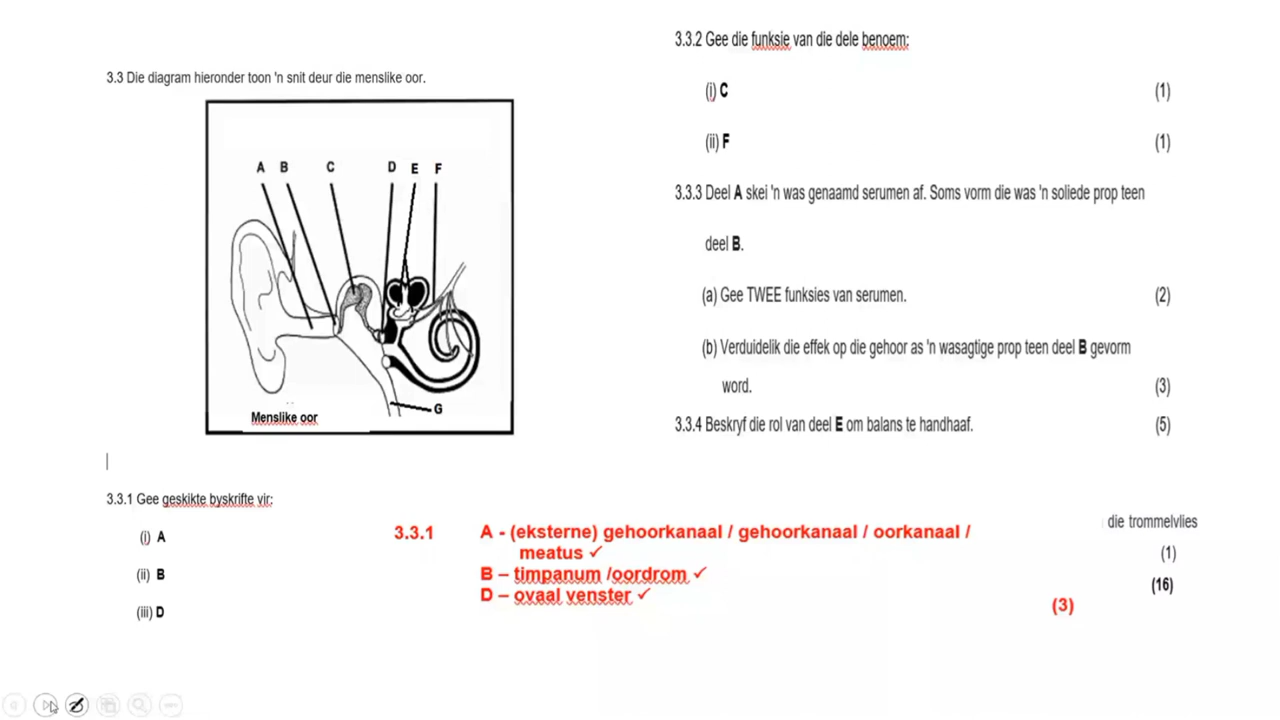 3.3 Die diagram hieronder toon 'n snit deur die menslike oor.
A B C D E F
G
Menslike oor
3.3.1 Gee geskikte byskrifte vir:
(i) A
(ii) B
(iii) D
3.3.2 Gee die funksie van die dele benoem:
(i) C (1)
(ii) F (1)
3.3.3 Deel A skei 'n was genaamd serumen af. Soms vorm die was 'n soliede prop teen
deel B.
(a) Gee TWEE funksies van serumen. (2)
(b) Verduidelik die effek op die gehoor as 'n wasagtige prop teen deel B gevorm
word. (3)
3.3.4 Beskryf die rol van deel E om balans te handhaaf. (5)
die trommelvlies
(1)
(16)
3.3.1 A - (eksterne) gehoorkanaal / gehoorkanaal / oorkanaal /
meatus ✓
B – timpanum /oordrom ✓
D – ovaal venster ✓
(3)